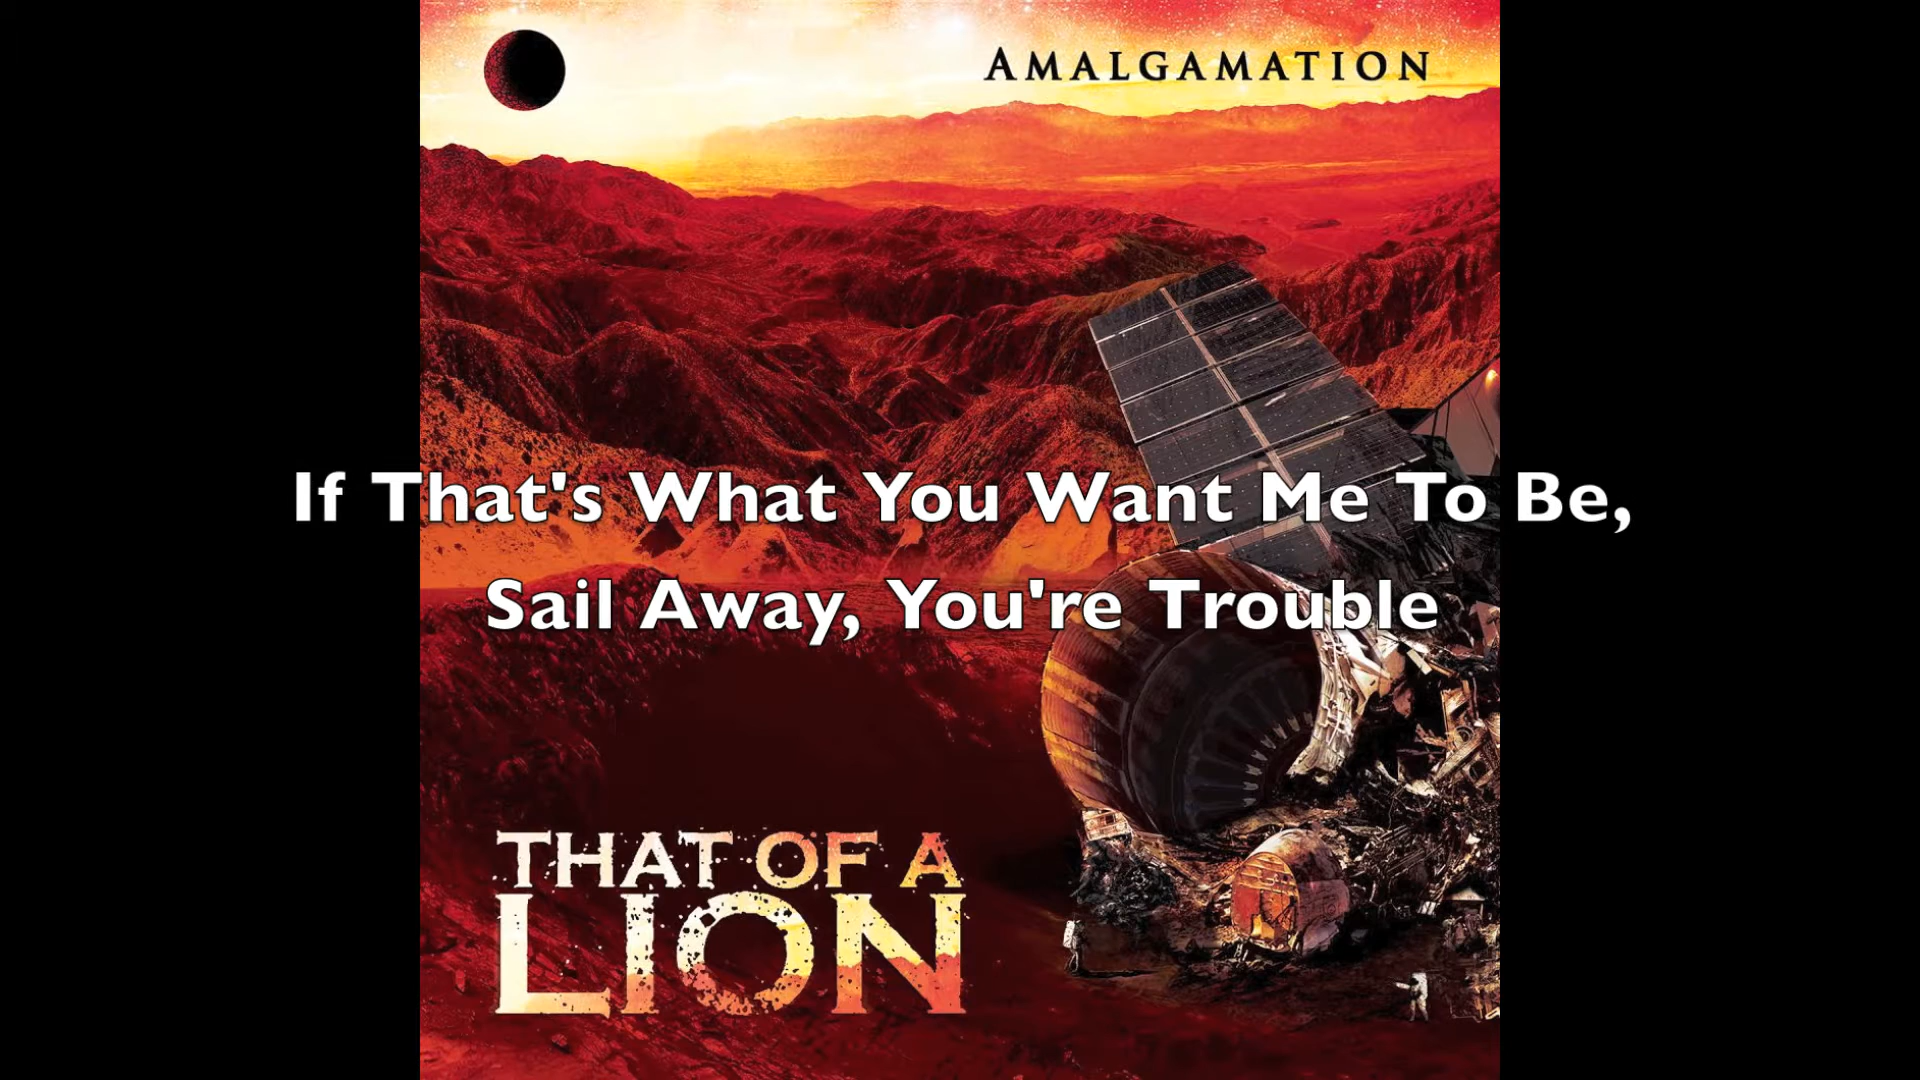 AMALGAMATION
If That's What You Want Me To Be,
Sail Away, You're Trouble
THAT OF A
LION